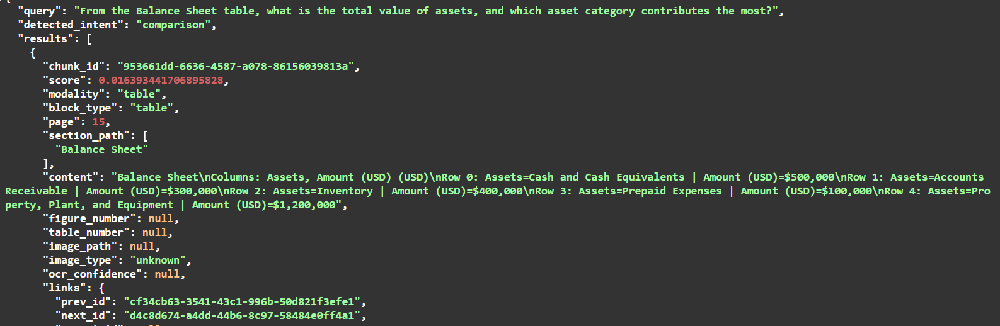 "query": "From the Balance Sheet table, what is the total value of assets, and which asset category contributes the most?",
"detected_intent": "comparison",
"results": [
{
"chunk_id": "953661dd-6636-4587-a078-86156039813a",
"score": 0.016393441706895828,
"modality": "table",
"block_type": "table",
"page": 15,
"section_path": [
"Balance Sheet"
],
"content": "Balance Sheet\nColumns: Assets, Amount (USD) (USD)\nRow 0: Assets=Cash and Cash Equivalents | Amount (USD)=$500,000\nRow 1: Assets=Accounts
Receivable | Amount (USD)=$300,000\nRow 2: Assets=Inventory | Amount (USD)=$400,000\nRow 3: Assets=Prepaid Expenses | Amount (USD)=$100,000\nRow 4: Assets=Pro
perty, Plant, and Equipment | Amount (USD)=$1,200,000",
"figure_number": null,
"table_number": null,
"image_path": null,
"image_type": "unknown",
"ocr_confidence": null,
"links": {
"prev_id": "cf34cb63-3541-43c1-996b-50d821f3efe1",
"next_id": "d4c8d674-a4dd-44b6-8c97-58484e0ff4a1",